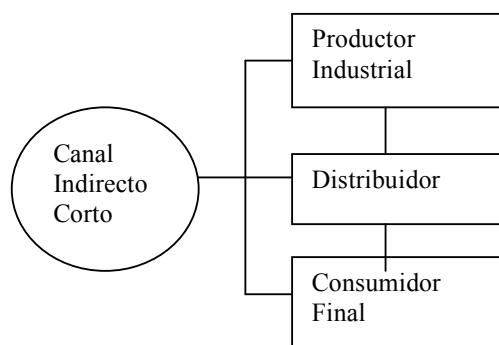 Productor
Industrial
Canal
Indirecto
Corto
Distribuidor
Consumidor
Final